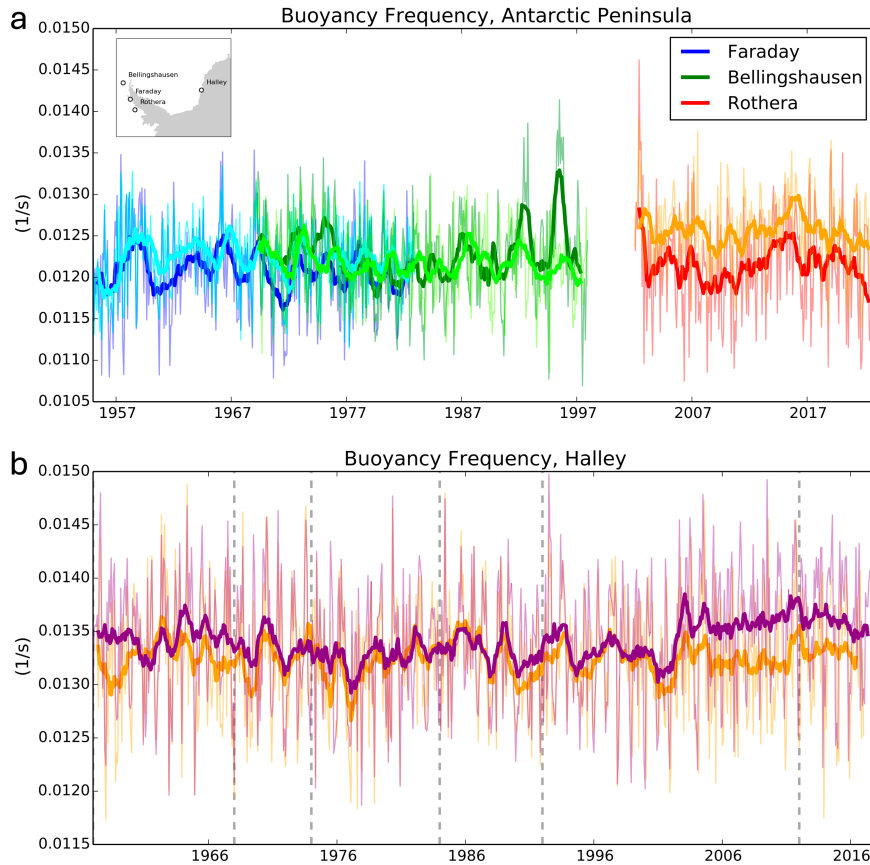 a
Buoyancy Frequency, Antarctic Peninsula
0.0150
0.0145
0.0140
0.0135
0.0130
0.0125
0.0120
0.0115
0.0110
0.0105
(1/s)
Bellingshausen
Halley
Faraday
Rothera
Faraday
Bellingshausen
Rothera
1957 1967 1977 1987 1997 2007 2017
b
Buoyancy Frequency, Halley
0.0150
0.0145
0.0140
0.0135
0.0130
0.0125
0.0120
0.0115
(1/s)
1966 1976 1986 1996 2006 2016